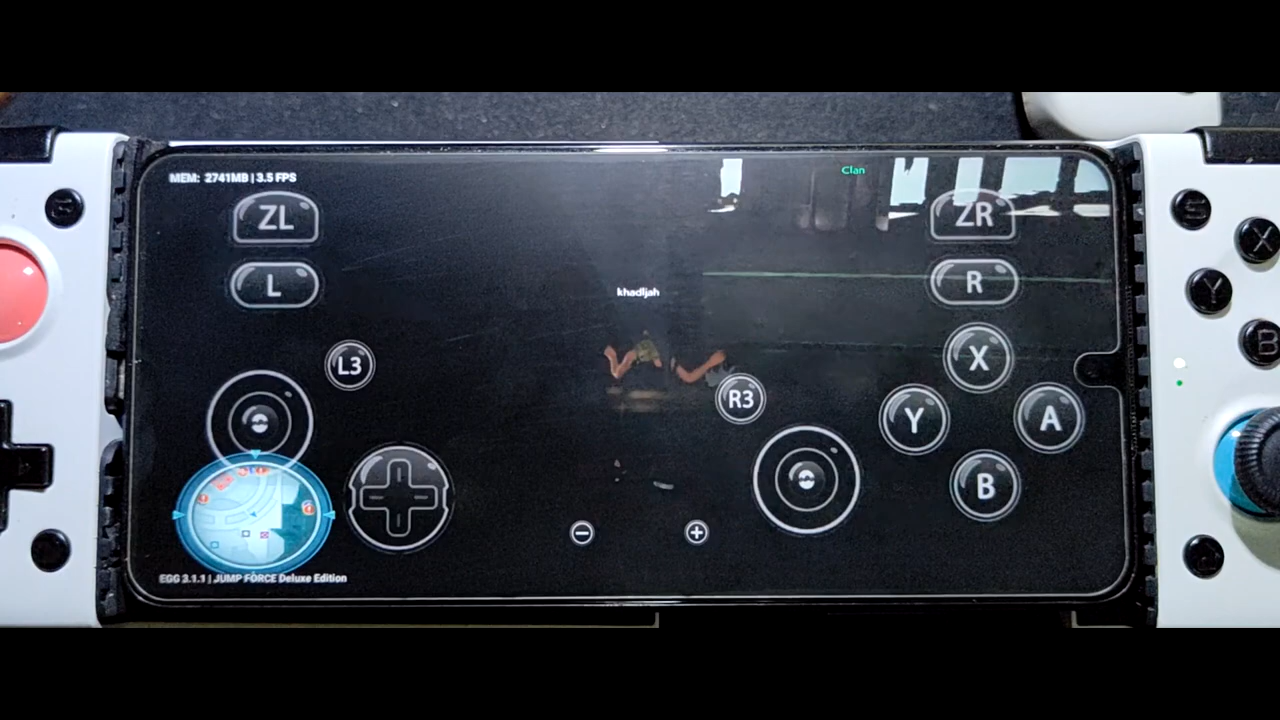 MEM: 2741MB | 3.5 FPS
Clan
ZL
ZR
L
R
khadijah
L3
X
R3
Y
A
B
EGG 3.1.1 | JUMP FORCE Deluxe Edition
S
X
Y
B